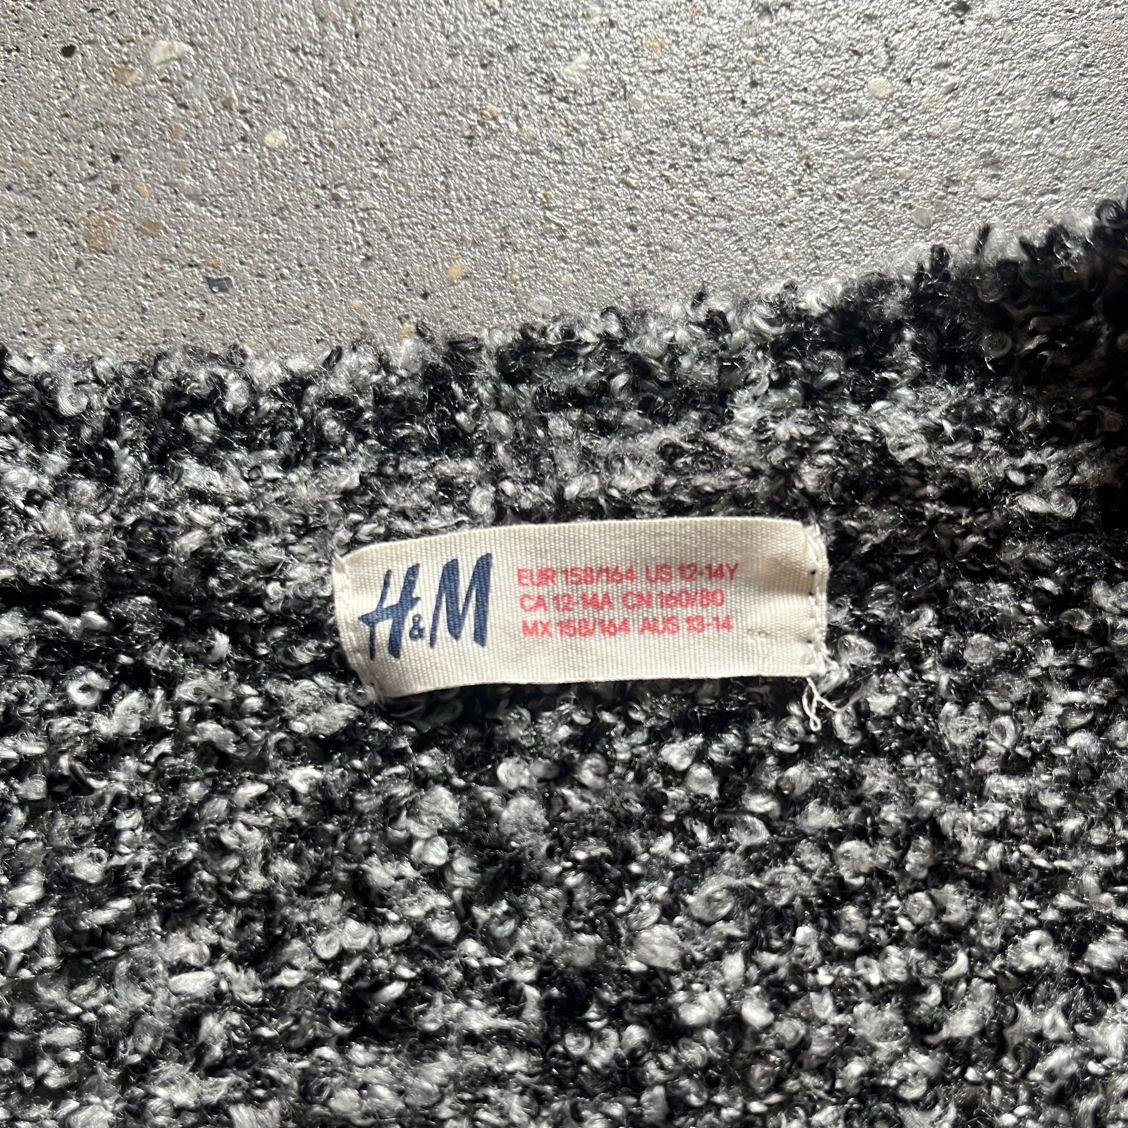 H&M
EUR 158/164 US 12-14Y
CA 12-14A CN 160/80
MX 158/164 AUS 13-14